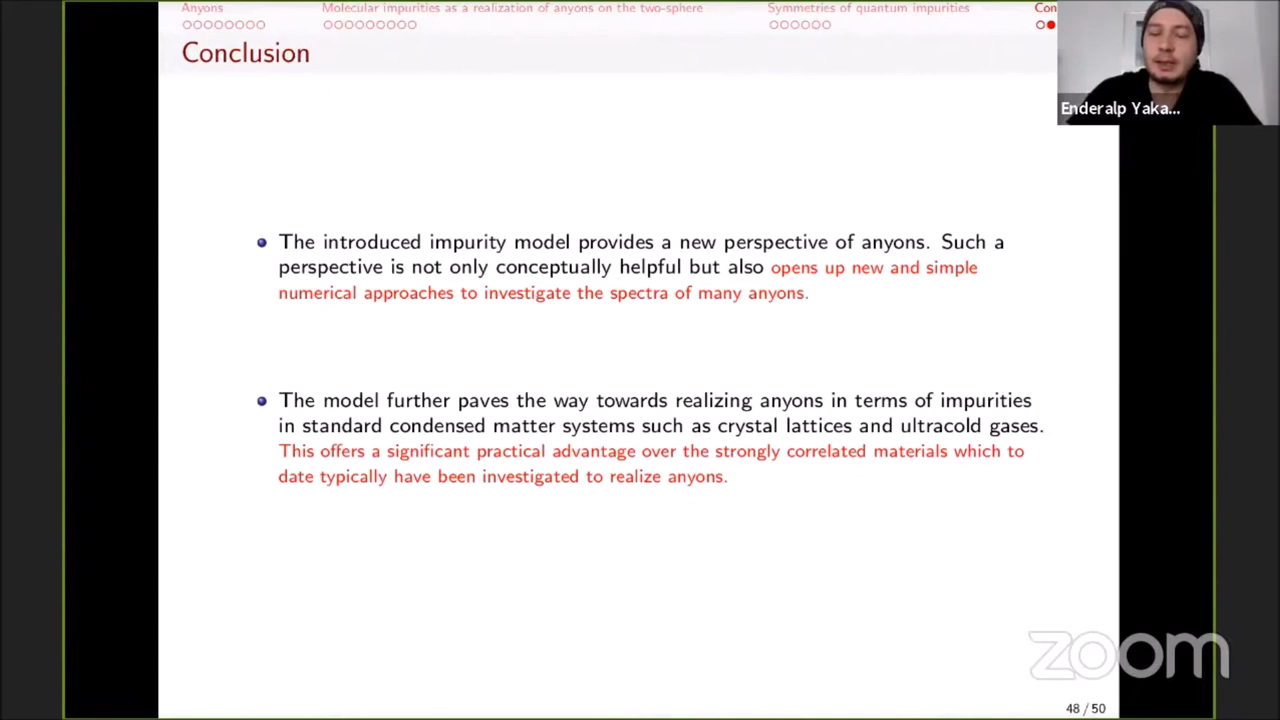 Anyons
Molecular impurities as a realization of anyons on the two-sphere
Symmetries of quantum impurities
Con
Conclusion
Enderalp Yaka...
The introduced impurity model provides a new perspective of anyons. Such a
perspective is not only conceptually helpful but also opens up new and simple
numerical approaches to investigate the spectra of many anyons.
The model further paves the way towards realizing anyons in terms of impurities
in standard condensed matter systems such as crystal lattices and ultracold gases.
This offers a significant practical advantage over the strongly correlated materials which to
date typically have been investigated to realize anyons.
zoom
48 / 50